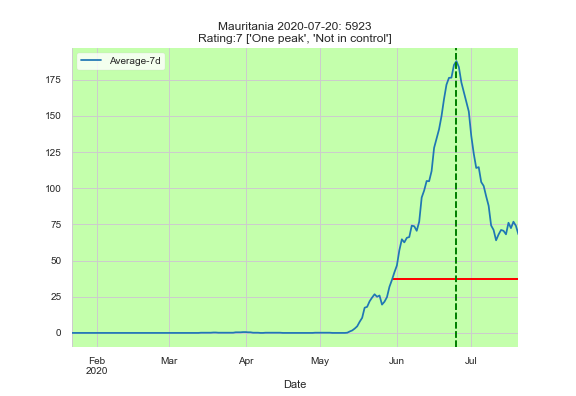 Mauritania 2020-07-20: 5923
Rating:7 ['One peak', 'Not in control']
Average-7d
175
150
125
100
75
50
25
0
Feb
2020
Mar
Apr
May
Jun
Jul
Date